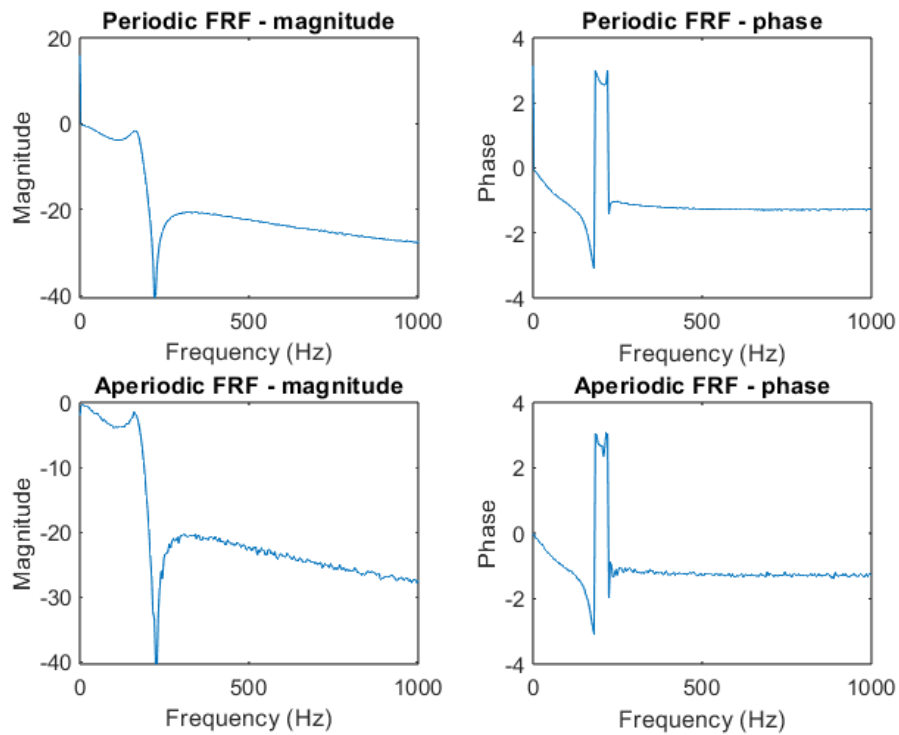 Periodic FRF - magnitude
20
0
-20
-40
Magnitude
0
500
1000
Frequency (Hz)
Periodic FRF - phase
4
2
0
-2
-4
Phase
0
500
1000
Frequency (Hz)
Aperiodic FRF - magnitude
0
-10
-20
-30
-40
Magnitude
0
500
1000
Frequency (Hz)
Aperiodic FRF - phase
4
2
0
-2
-4
Phase
0
500
1000
Frequency (Hz)